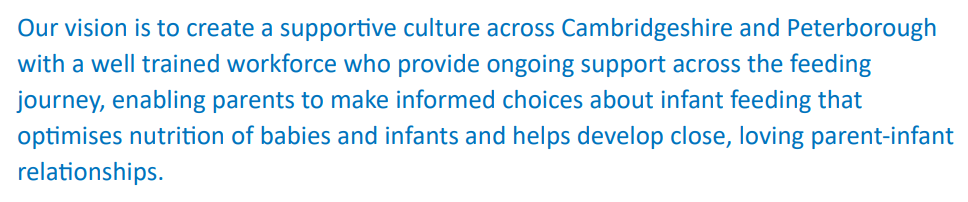 Our vision is to create a supportive culture across Cambridgeshire and Peterborough
with a well trained workforce who provide ongoing support across the feeding
journey, enabling parents to make informed choices about infant feeding that
optimises nutrition of babies and infants and helps develop close, loving parent-infant
relationships.